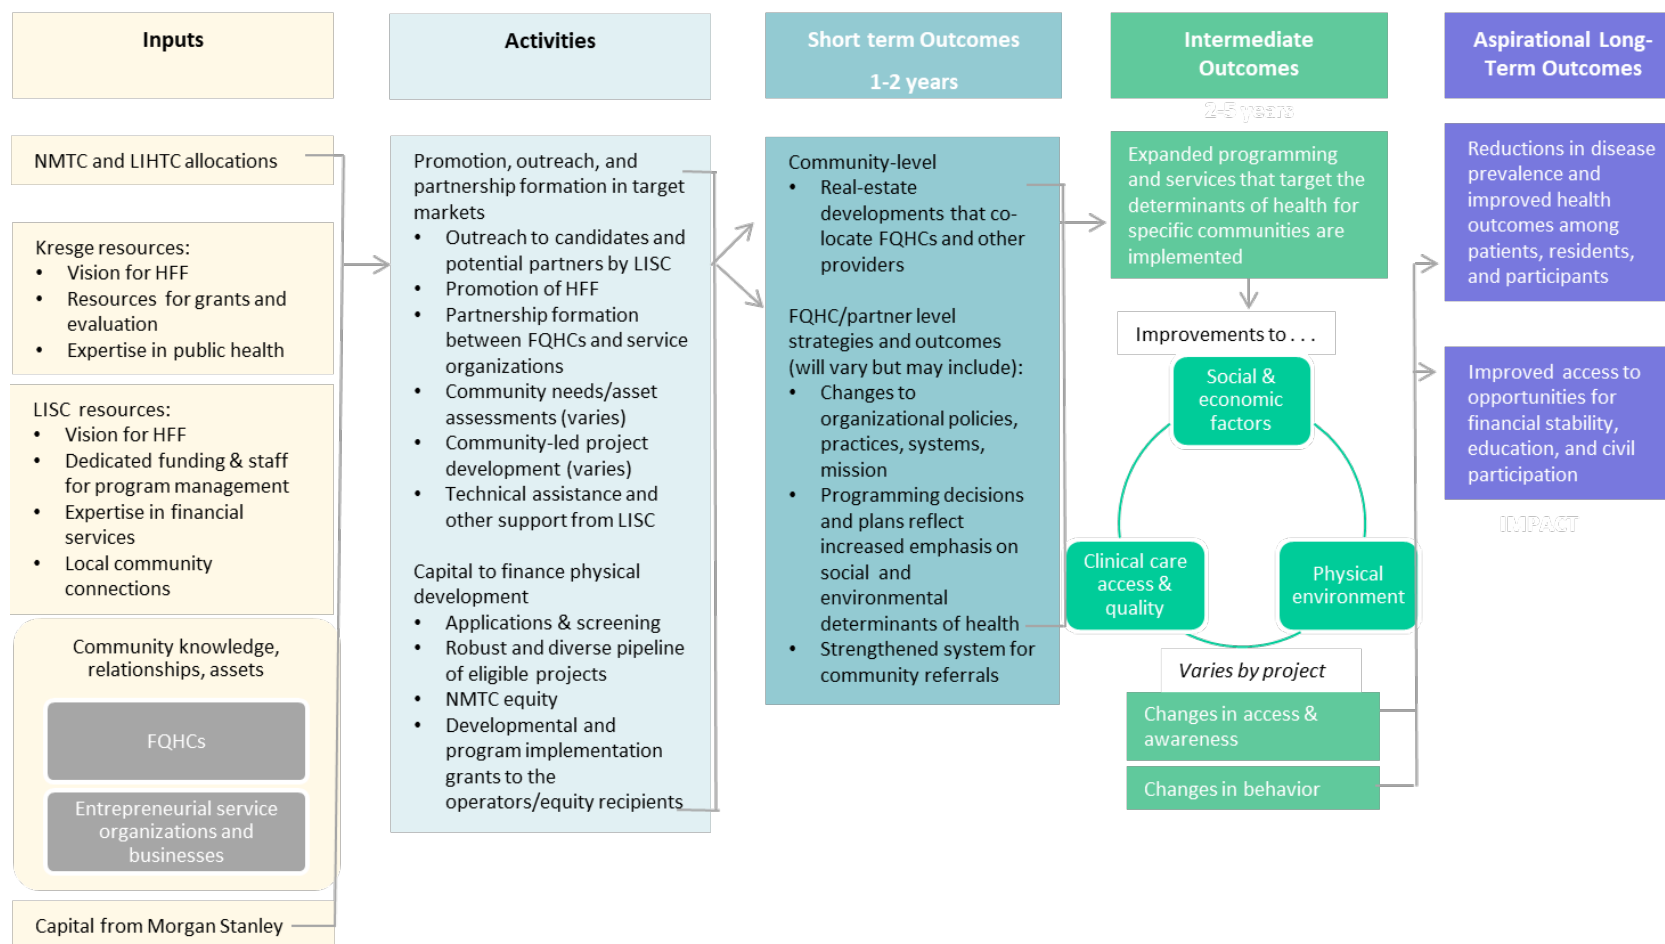 Inputs
NMTC and LIHTC allocations
Kresge resources:
• Vision for HFF
• Resources for grants and
evaluation
• Expertise in public health
LISC resources:
• Vision for HFF
• Dedicated funding & staff
for program management
• Expertise in financial
services
• Local community
connections
Community knowledge,
relationships, assets
FQHCs
Entrepreneurial service
organizations and
businesses
Capital from Morgan Stanley
Activities
Promotion, outreach, and
partnership formation in target
markets
• Outreach to candidates and
potential partners by LISC
• Promotion of HFF
• Partnership formation
between FQHCs and service
organizations
• Community needs/asset
assessments (varies)
• Community-led project
development (varies)
• Technical assistance and
other support from LISC
Capital to finance physical
development
• Applications & screening
• Robust and diverse pipeline
of eligible projects
• NMTC equity
• Developmental and
program implementation
grants to the
operators/equity recipients
Short term Outcomes
1-2 years
Community-level
• Real-estate
developments that co-
locate FQHCs and other
providers
FQHC/partner level
strategies and outcomes
(will vary but may include):
• Changes to
organizational policies,
practices, systems,
mission
• Programming decisions
and plans reflect
increased emphasis on
social and
environmental
determinants of health
• Strengthened system for
community referrals
Intermediate
Outcomes
2-5 years
Expanded programming
and services that target the
determinants of health for
specific communities are
implemented
Improvements to . . .
Social &
economic
factors
Clinical care
access &
quality
Physical
environment
Varies by project
Changes in access &
awareness
Changes in behavior
Aspirational Long-
Term Outcomes
Reductions in disease
prevalence and
improved health
outcomes among
patients, residents,
and participants
Improved access to
opportunities for
financial stability,
education, and civil
participation
IMPACT